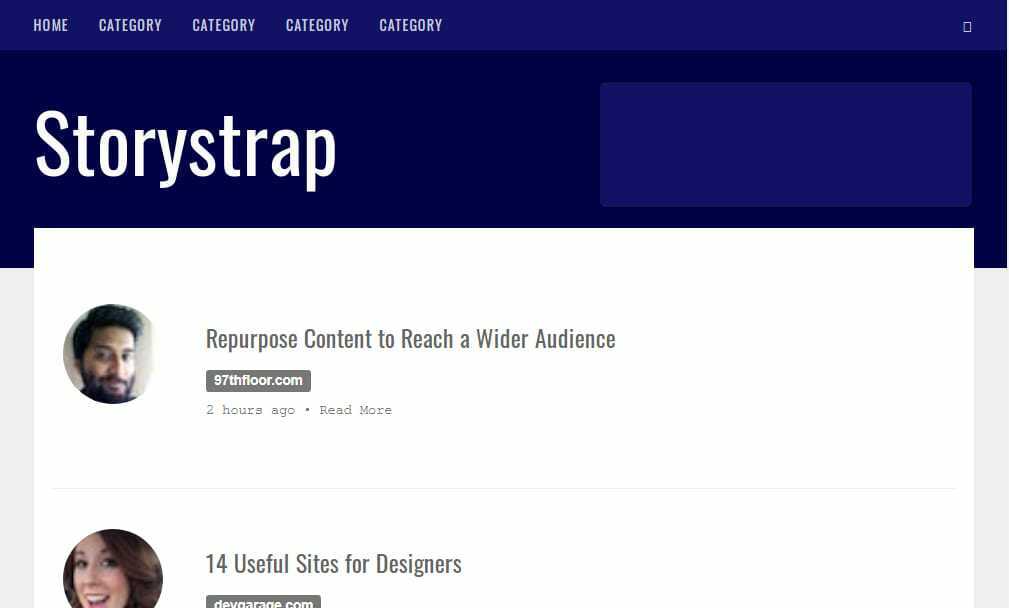 HOME CATEGORY CATEGORY CATEGORY CATEGORY
Storystrap
Repurpose Content to Reach a Wider Audience
97thfloor.com
2 hours ago • Read More
14 Useful Sites for Designers
devgarage.com